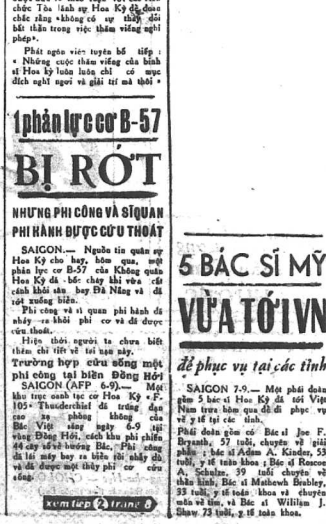 chức Tòa lãnh sự Hoa Kỳ đề đoan
chắc rằng «không có sự thay đổi
bất thần trong việc thăm viếng nghỉ
phép».
Phát ngôn viên tuyên bố tiếp :
« Những cuộc thăm viếng của binh
sĩ Hoa kỳ luôn luôn chỉ có mục
đích nghỉ ngơi và giải trí mà thôi »
1 phản lực cơ B-57
BỊ RỚT
NHƯNG PHI CÔNG VÀ SĨQUAN
PHI HÀNH ĐƯỢC CỨU THOÁT
SAIGON.— Nguồn tin quân sự
Hoa Kỳ cho hay, hôm qua, một
phản lực cơ B-57 của Không quân
Hoa Kỳ đã bốc cháy khi vừa cất
cánh khỏi sân bay Đà Nẵng và đã
rớt xuống biển.
Phi công và sĩ quan phi hành đã
nhảy ra khỏi phi cơ và đã được
cứu thoát.
Hiện thời người ta chưa biết
thêm chi tiết về tai nạn này.
Trường hợp cứu sống một
phi công tại biển Đồng Hới
SAIGON (AFP 6-9).— Một
khu trục oanh tạc cơ Hoa Kỳ «F.
105» Thunderchief đã trúng đạn
cao xạ phòng không của
Bắc Việt sáng ngày 6-9 tại
vùng Đồng Hới, cách khu phi chiến
44 cây số về hướng Bắc. Phi công
đã lái máy bay ra biển rồi nhảy dù
và đã được một thủy phi cơ cứu
sống.
xem tiếp 2 trang 8
5 BÁC SĨ MỸ
VỪA TỚI VN
để phục vụ tại các tỉnh
SAIGON 7-9.— Một phái đoàn
gồm 5 bác sĩ Hoa Kỳ đã tới Việt
Nam trưa hôm qua để đi phục vụ
về y tế tại các tỉnh.
Phái đoàn gồm có Bác sĩ Joe F.
Bryanth, 57 tuổi, chuyên về giải
phẫu ; bác sĩ Adam A. Kinder, 53
tuổi, y tế toàn khoa ; Bác sĩ Roscoe
A. Schulze, 39 tuổi chuyên về
thần kinh, Bác sĩ Mathewh Brobley,
33 tuổi, y tế toàn khoa và chuyên
môn về tim, và Bác sĩ Wililam J.
Shaw 73 tuổi, y tế toàn khoa.